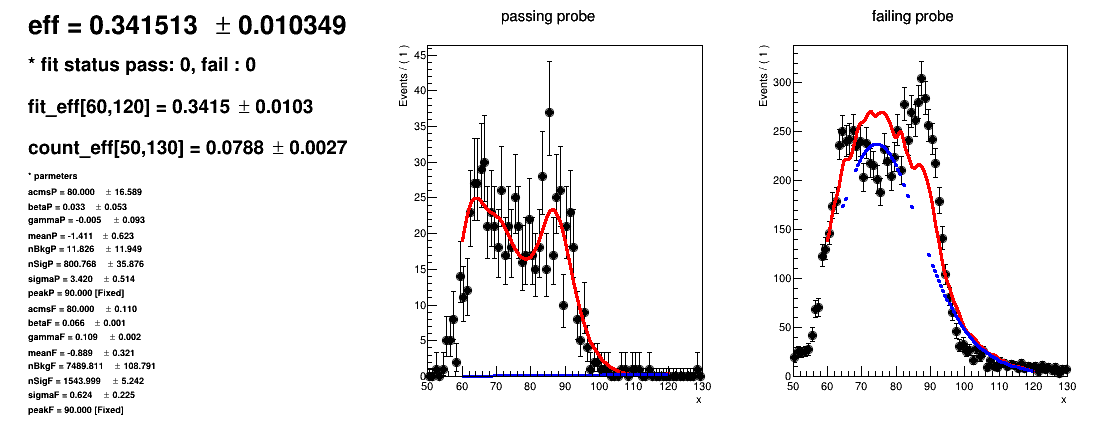 eff = 0.341513 ± 0.010349
* fit status pass: 0, fail : 0
fit_eff[60,120] = 0.3415 ± 0.0103
count_eff[50,130] = 0.0788 ± 0.0027
* parmeters
acmsP = 80.000 ± 16.589
betaP = 0.033 ± 0.053
gammaP = -0.005 ± 0.093
meanP = -1.411 ± 0.623
nBkgP = 11.826 ± 11.949
nSigP = 800.768 ± 35.876
sigmaP = 3.420 ± 0.514
peakP = 90.000 [Fixed]
acmsF = 80.000 ± 0.110
betaF = 0.066 ± 0.001
gammaF = 0.109 ± 0.002
meanF = -0.889 ± 0.321
nBkgF = 7489.811 ± 108.791
nSigF = 1543.999 ± 5.242
sigmaF = 0.624 ± 0.225
peakF = 90.000 [Fixed]
passing probe
Events / ( 1 )
45
40
35
30
25
20
15
10
5
0
50 60 70 80 90 100 110 120 130
x
failing probe
Events / ( 1 )
300
250
200
150
100
50
0
50 60 70 80 90 100 110 120 130
x